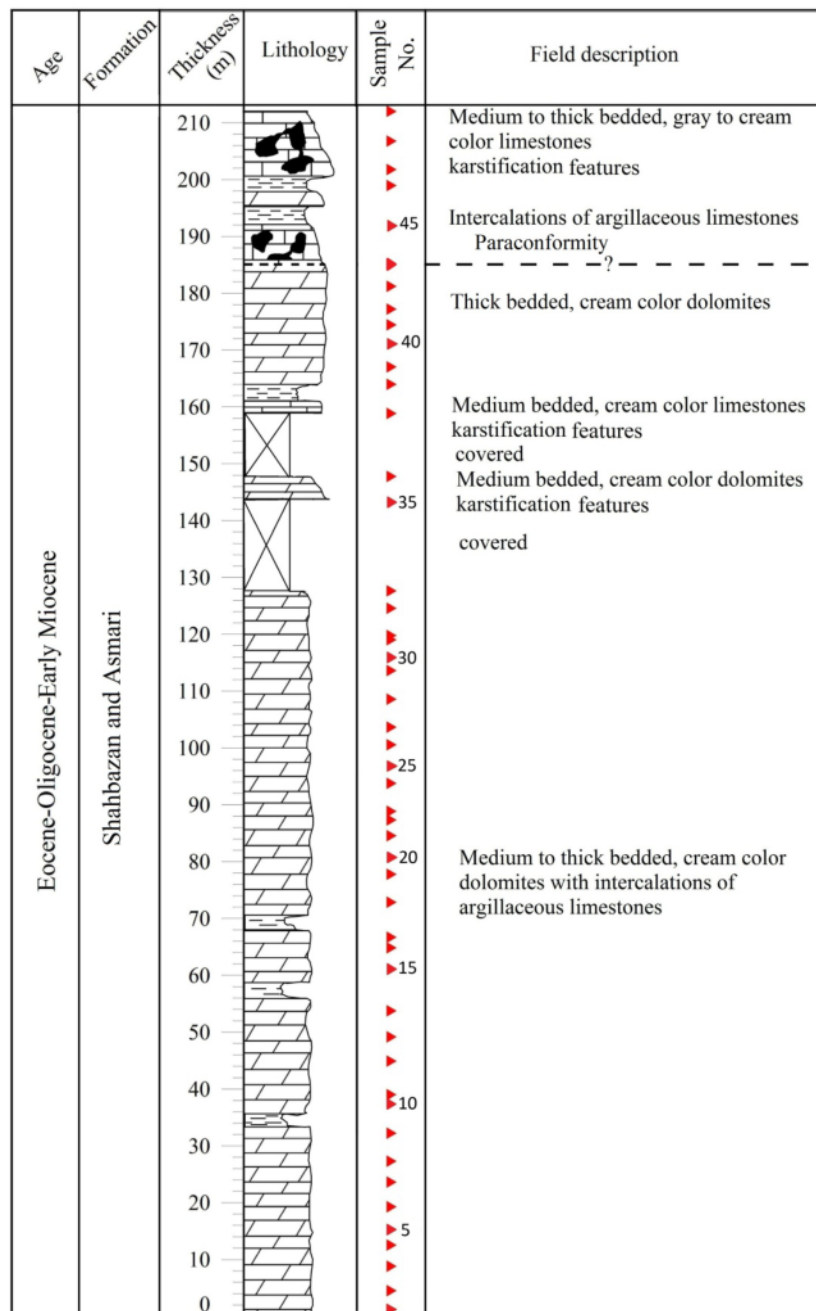 Age
Formation
Thickness
(m)
Lithology
Sample
No.
Field description
Eocene-Oligocene-Early Miocene
Shahbazan and Asmari
210
200
190
180
170
160
150
140
130
120
110
100
90
80
70
60
50
40
30
20
10
0
45
40
35
30
25
20
15
10
5
Medium to thick bedded, gray to cream
color limestones
karstification features
Intercalations of argillaceous limestones
Paraconformity
?
Thick bedded, cream color dolomites
Medium bedded, cream color limestones
karstification features
covered
Medium bedded, cream color dolomites
karstification features
covered
Medium to thick bedded, cream color
dolomites with intercalations of
argillaceous limestones